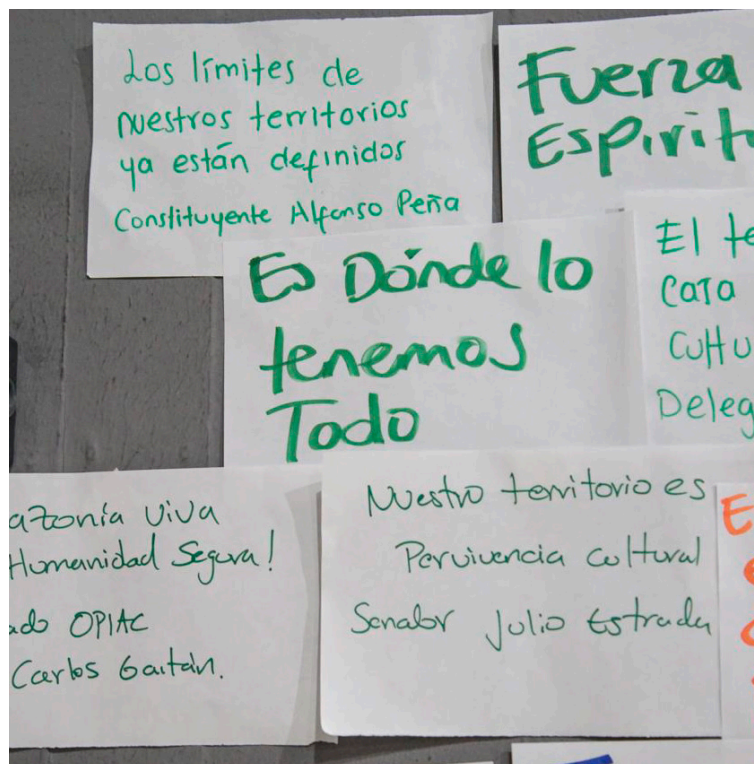 Los límites de
nuestros territorios
ya están definidos
Constituyente Alfonso Peña
Fuerza
Espiritu
Es Dónde lo
tenemos
Todo
El te
Cara
Cultu
Deleg
azonía viva
Humanidad Segura!
ado OPIAC
Carlos Gaitán.
Nuestro territorio es
Pervivencia cultural
Senador Julio Estrada
E